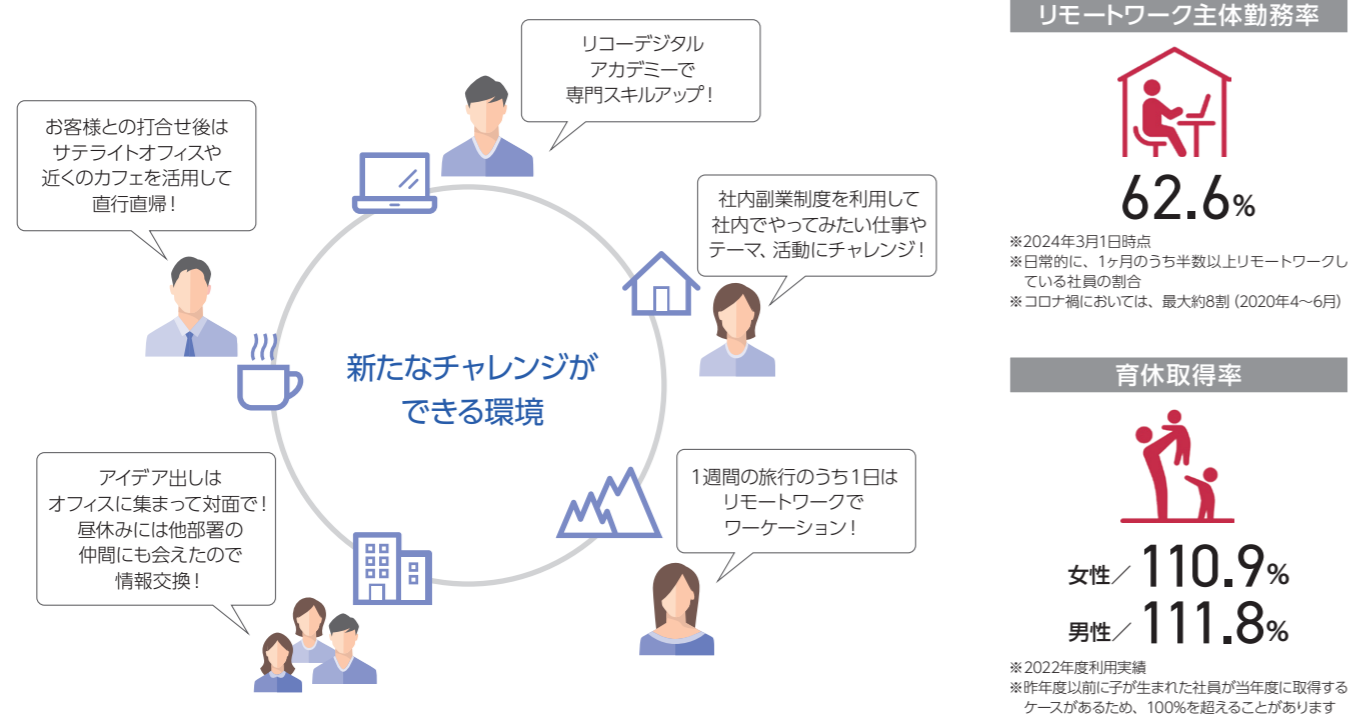 リコーデジタル
アカデミーで
専門スキルアップ！
お客様との打合せ後は
サテライトオフィスや
近くのカフェを活用して
直行直帰！
社内副業制度を利用して
社内でやってみたい仕事や
テーマ、活動にチャレンジ！
新たなチャレンジが
できる環境
アイデア出しは
オフィスに集まって対面で！
昼休みには他部署の
仲間にも会えたので
情報交換！
1週間の旅行のうち1日は
リモートワークで
ワーケーション！
リモートワーク主体勤務率
62.6%
※2024年3月1日時点
※日常的に、1ヶ月のうち半数以上リモートワークし
ている社員の割合
※コロナ禍においては、最大約8割（2020年4〜6月）
育休取得率
女性／110.9%
男性／111.8%
※2022年度利用実績
※昨年度以前に子が生まれた社員が当年度に取得する
ケースがあるため、100%を超えることがあります